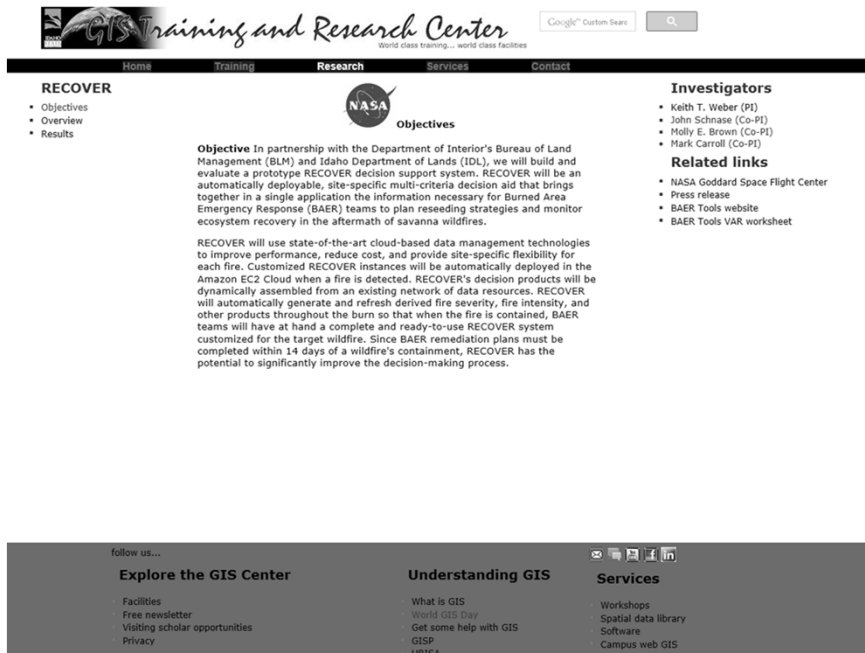 GIS Training and Research Center
World class training... world class facilities
Google™ Custom Sear
Home Training Research Services Contact
RECOVER
Objectives
Overview
Results
NASA
Objectives
Objective In partnership with the Department of Interior's Bureau of Land
Management (BLM) and Idaho Department of Lands (IDL), we will build and
evaluate a prototype RECOVER decision support system. RECOVER will be an
automatically deployable, site-specific multi-criteria decision aid that brings
together in a single application the information necessary for Burned Area
Emergency Response (BAER) teams to plan reseeding strategies and monitor
ecosystem recovery in the aftermath of savanna wildfires.
RECOVER will use state-of-the-art cloud-based data management technologies
to improve performance, reduce cost, and provide site-specific flexibility for
each fire. Customized RECOVER instances will be automatically deployed in the
Amazon EC2 Cloud when a fire is detected. RECOVER's decision products will be
dynamically assembled from an existing network of data resources. RECOVER
will automatically generate and refresh derived fire severity, fire intensity, and
other products throughout the burn so that when the fire is contained, BAER
teams will have at hand a complete and ready-to-use RECOVER system
customized for the target wildfire. Since BAER remediation plans must be
completed within 14 days of a wildfire's containment, RECOVER has the
potential to significantly improve the decision-making process.
Investigators
Keith T. Weber (PI)
John Schnase (Co-PI)
Molly E. Brown (Co-PI)
Mark Carroll (Co-PI)
Related links
NASA Goddard Space Flight Center
Press release
BAER Tools website
BAER Tools VAR worksheet
follow us...
Explore the GIS Center
Facilities
Free newsletter
Visiting scholar opportunities
Privacy
Understanding GIS
What is GIS
World GIS Day
Get some help with GIS
GISP
Services
Workshops
Spatial data library
Software
Campus web GIS